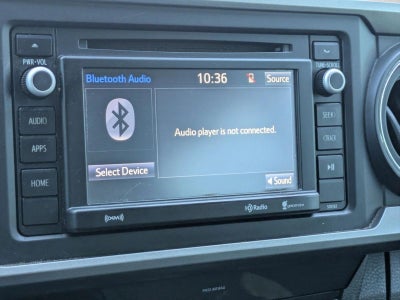 PWR•VOL
TUNE•SCROLL
Bluetooth Audio 10:36 Source
AUDIO
SEEK
Audio player is not connected.
APPS
TRACK
Select Device
HOME
Sound
((XM))
HD Radio